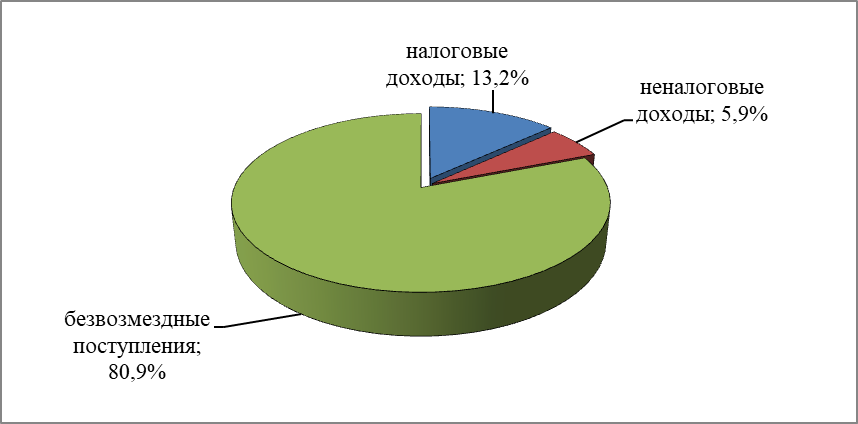 налоговые
доходы; 13,2%
неналоговые
доходы; 5,9%
безвозмездные
поступления;
80,9%